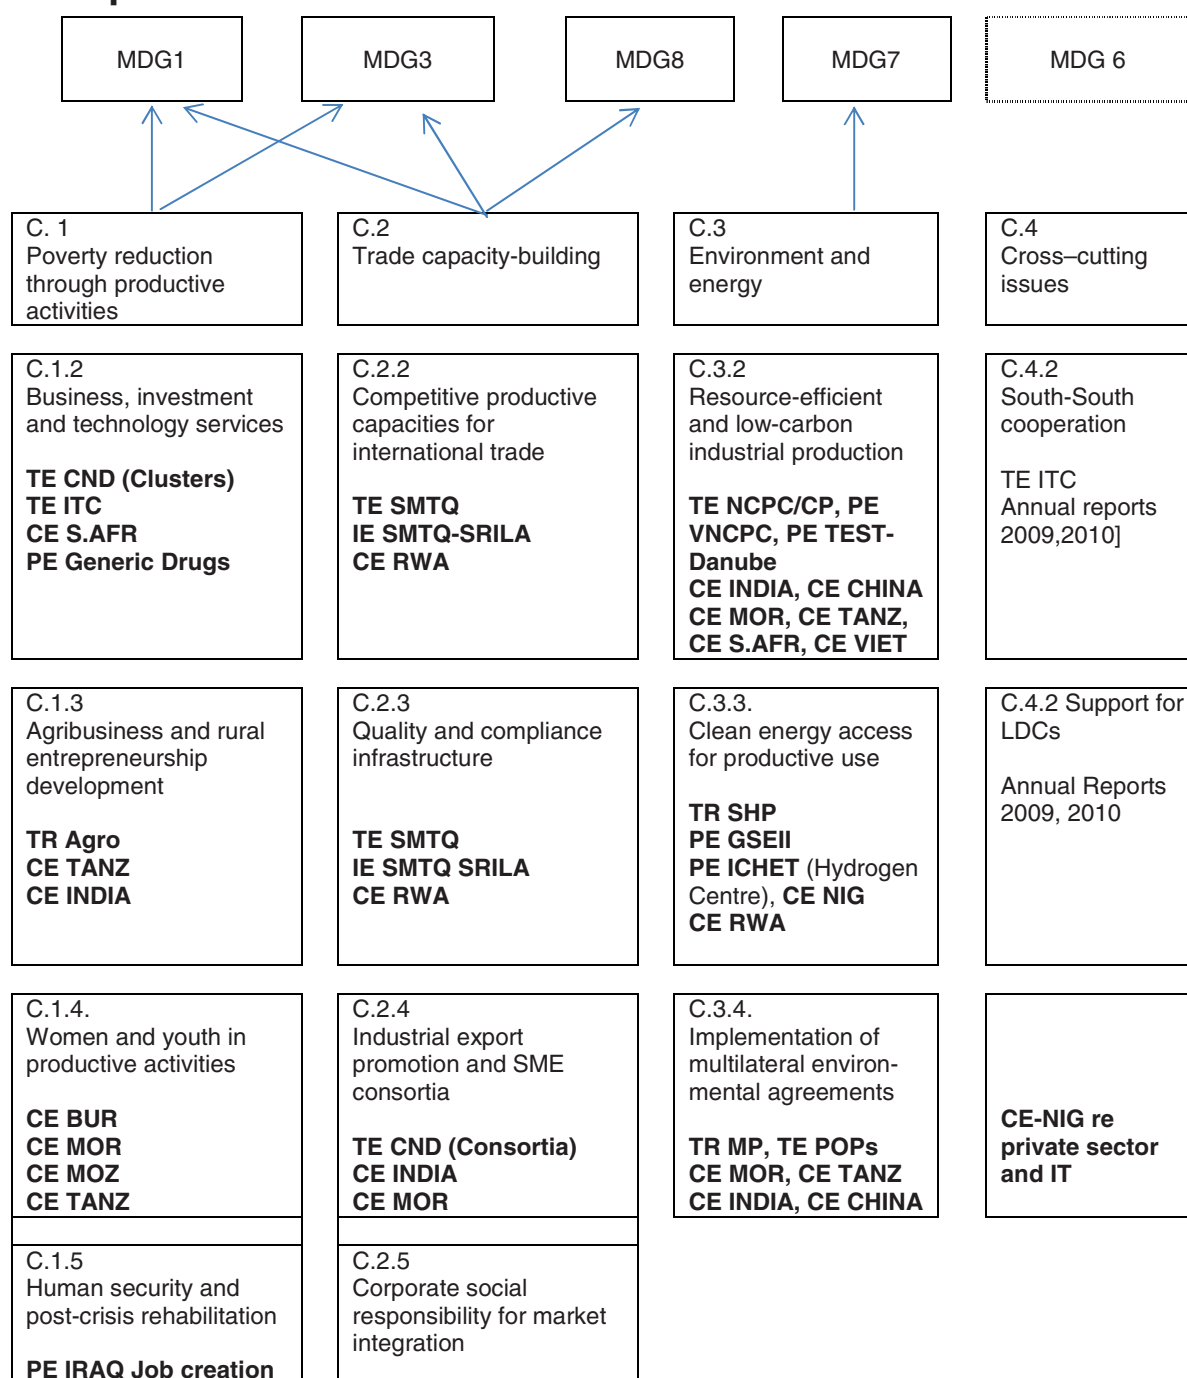 MDG1
MDG3
MDG8
MDG7
MDG 6
C. 1
Poverty reduction
through productive
activities
C.2
Trade capacity-building
C.3
Environment and
energy
C.4
Cross–cutting
issues
C.1.2
Business, investment
and technology services
TE CND (Clusters)
TE ITC
CE S.AFR
PE Generic Drugs
C.2.2
Competitive productive
capacities for
international trade
TE SMTQ
IE SMTQ-SRILA
CE RWA
C.3.2
Resource-efficient
and low-carbon
industrial production
TE NCPC/CP, PE
VNCPC, PE TEST-
Danube
CE INDIA, CE CHINA
CE MOR, CE TANZ,
CE S.AFR, CE VIET
C.4.2
South-South
cooperation
TE ITC
Annual reports
2009,2010]
C.1.3
Agribusiness and rural
entrepreneurship
development
TR Agro
CE TANZ
CE INDIA
C.2.3
Quality and compliance
infrastructure
TE SMTQ
IE SMTQ SRILA
CE RWA
C.3.3.
Clean energy access
for productive use
TR SHP
PE GSEII
PE ICHET (Hydrogen
Centre), CE NIG
CE RWA
C.4.2 Support for
LDCs
Annual Reports
2009, 2010
C.1.4.
Women and youth in
productive activities
CE BUR
CE MOR
CE MOZ
CE TANZ
C.2.4
Industrial export
promotion and SME
consortia
TE CND (Consortia)
CE INDIA
CE MOR
C.3.4.
Implementation of
multilateral environ-
mental agreements
TR MP, TE POPs
CE MOR, CE TANZ
CE INDIA, CE CHINA
CE-NIG re
private sector
and IT
C.1.5
Human security and
post-crisis rehabilitation
PE IRAQ Job creation
C.2.5
Corporate social
responsibility for market
integration